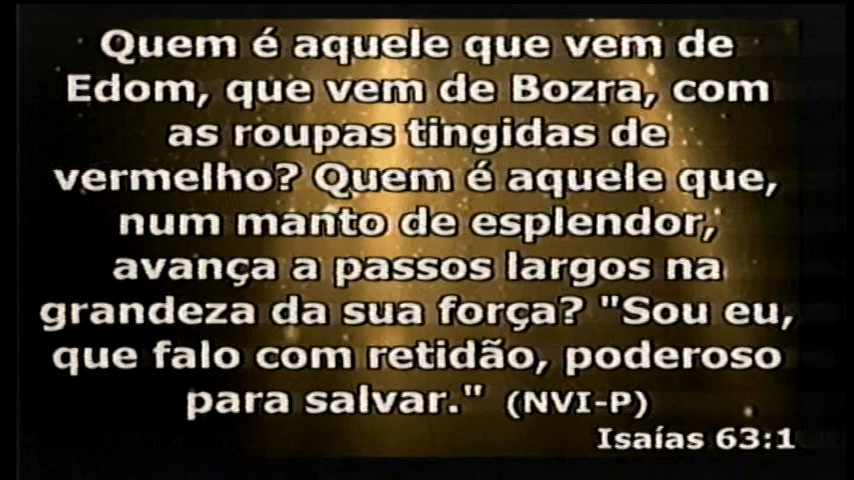 Quem é aquele que vem de
Edom, que vem de Bozra, com
as roupas tingidas de
vermelho? Quem é aquele que,
num manto de esplendor,
avança a passos largos na
grandeza da sua força? "Sou eu,
que falo com retidão, poderoso
para salvar." (NVI-P)
Isaías 63:1